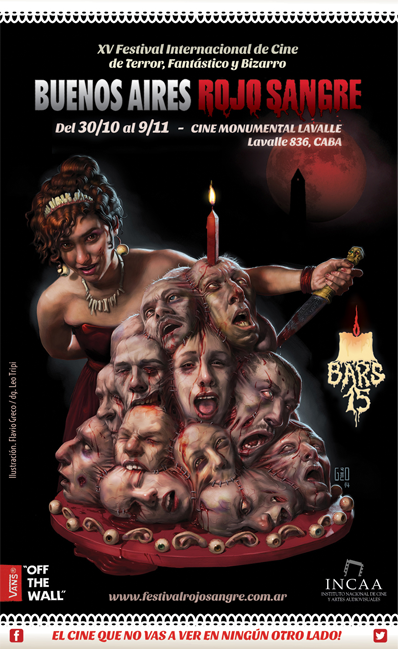 XV Festival Internacional de Cine
de Terror, Fantástico y Bizarro
BUENOS AIRES ROJO SANGRE
Del 30/10 al 9/11 - CINE MONUMENTAL LAVALLE
Lavalle 836, CABA
BARS
15
Ilustración. Flavio Greco / dg. Leo Tripi
14
VANS
"OFF
THE
WALL"
INCAA
INSTITUTO NACIONAL DE CINE
Y ARTES AUDIOVISUALES
www.festivalrojosangre.com.ar
EL CINE QUE NO VAS A VER EN NINGÚN OTRO LADO!